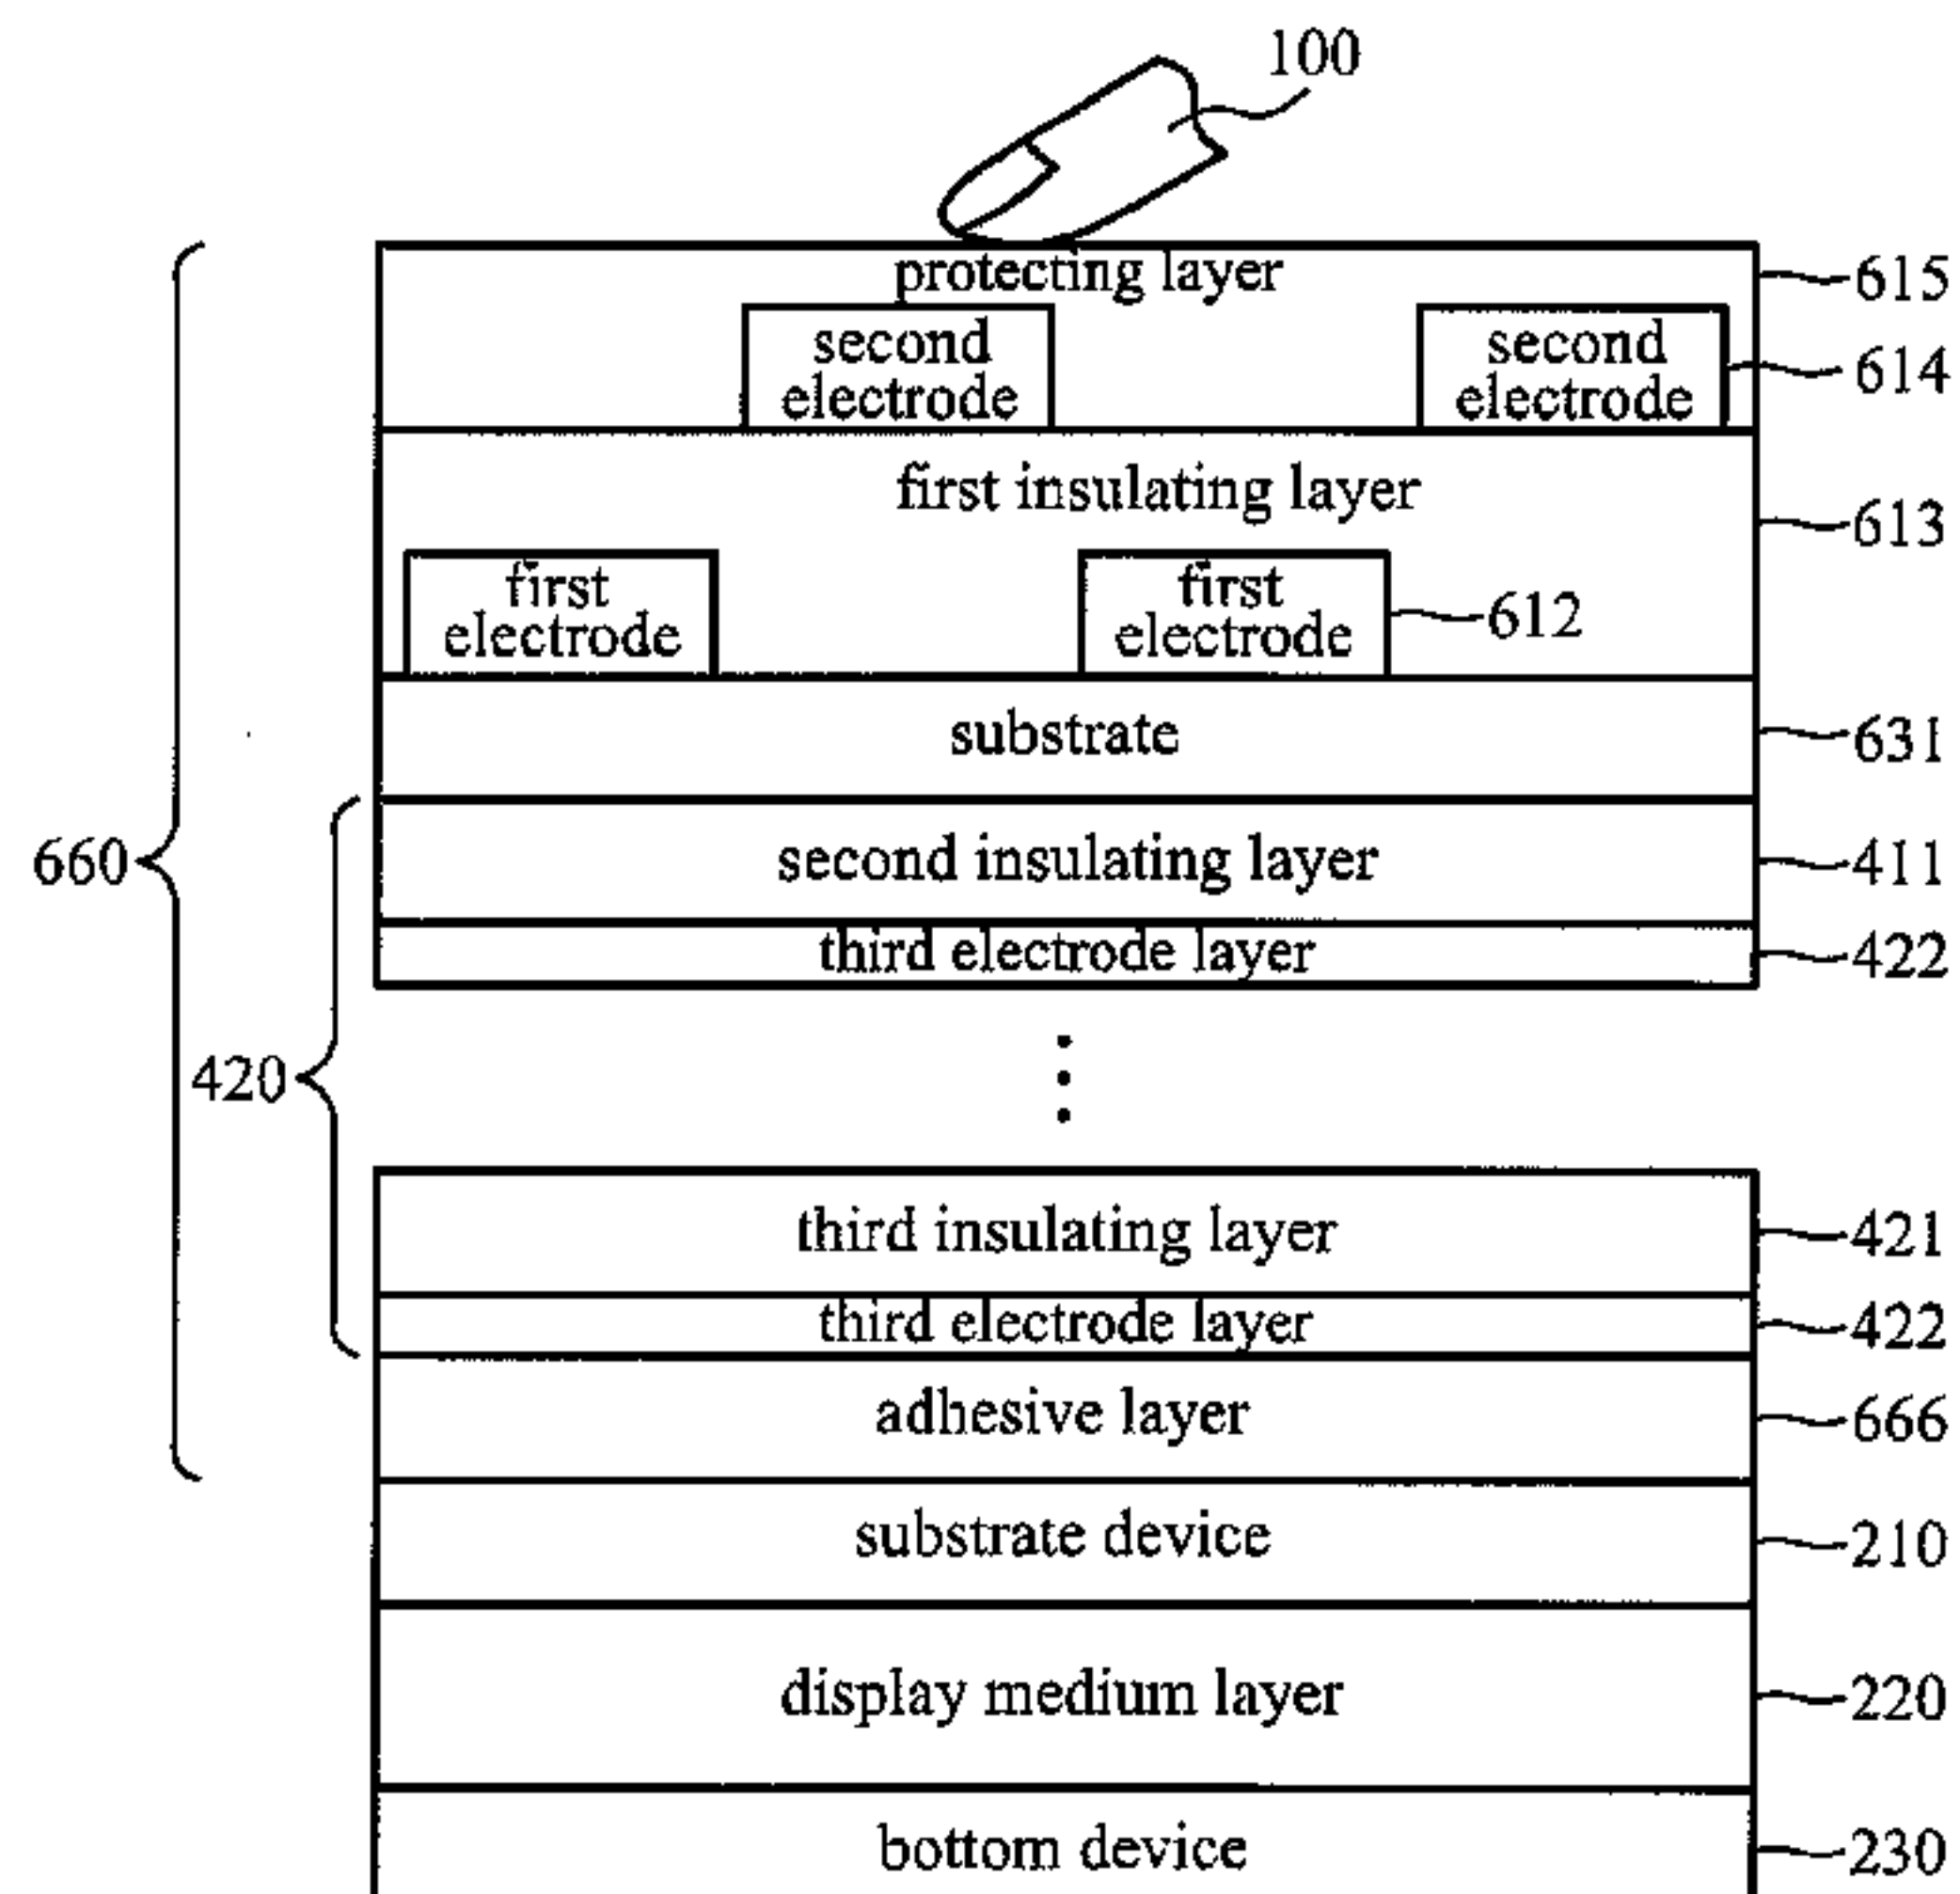 100
protecting layer
615
second
electrode
second
electrode
614
first insulating layer
613
first
electrode
first
electrode
612
substrate
631
second insulating layer
411
660
third electrode layer
422
420
third insulating layer
421
third electrode layer
422
adhesive layer
666
substrate device
210
display medium layer
220
bottom device
230